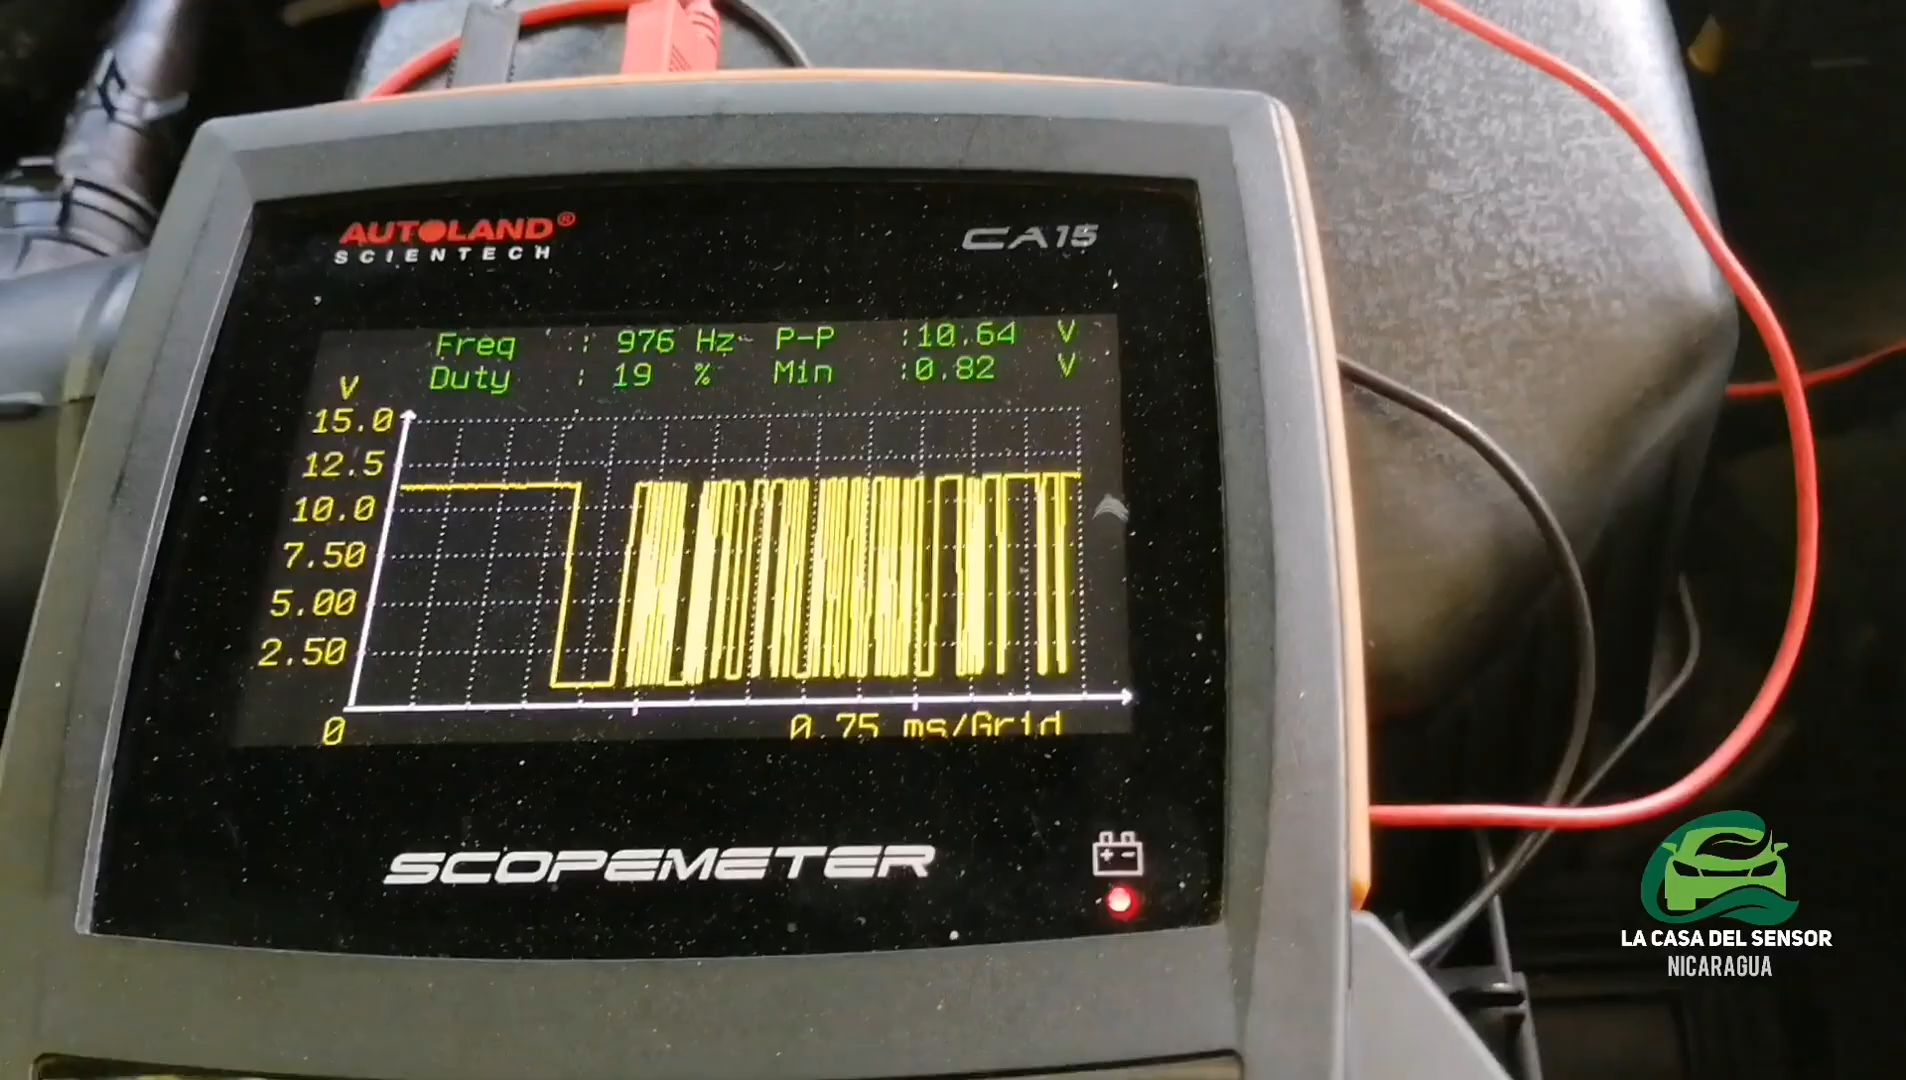 AUTOLAND®
SCIENTECH
CA15
Freq : 976 Hz P-P :10.64 V
Duty : 19 % Min :0.82 V
V
15.0
12.5
10.0
7.50
5.00
2.50
0
0.75 ms/Grid
SCOPEMETER
LA CASA DEL SENSOR
NICARAGUA